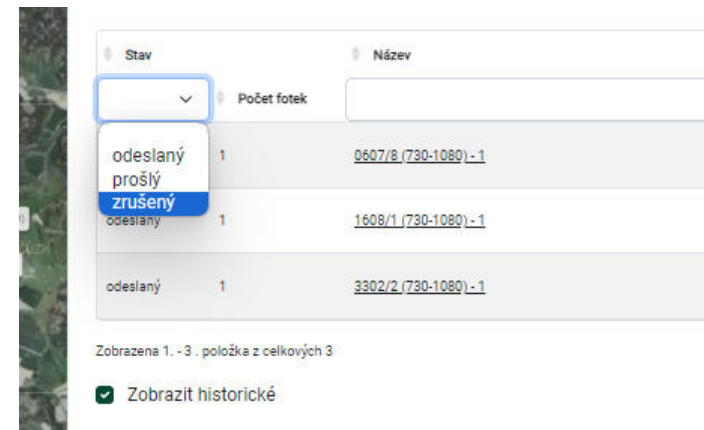 Stav Název
Počet fotek
odeslaný 1 0607/8 (730-1080) - 1
prošlý
zrušený
odeslaný 1 1608/1 (730-1080) - 1
odeslaný 1 3302/2 (730-1080) - 1
Zobrazena 1. - 3 . položka z celkových 3
Zobrazit historické